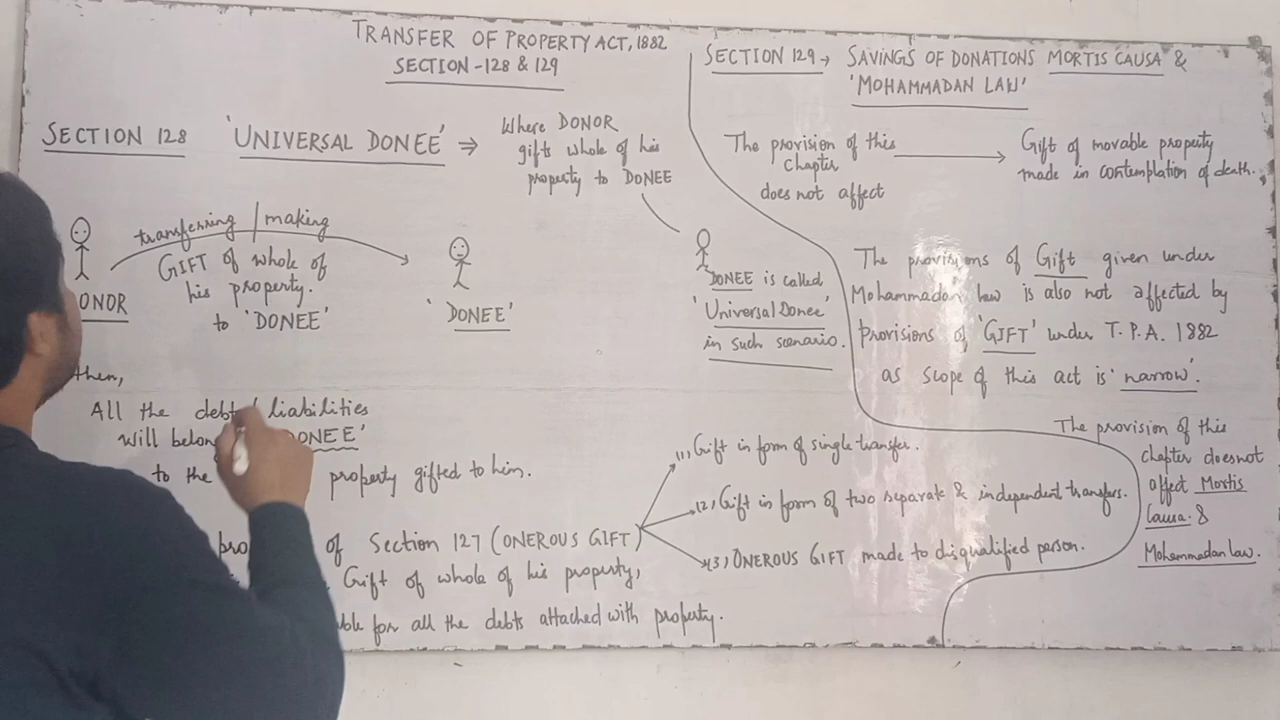 TRANSFER OF PROPERTY ACT, 1882
SECTION -128 & 129
SECTION 128 'UNIVERSAL DONEE' ⇒
Where DONOR
gifts whole of his
property to DONEE
transferring / making
GIFT of whole of
his property.
to 'DONEE'
ONOR
'DONEE'
DONEE is called
'Universal Donee'
in such scenario.
then,
All the debts / liabilities
will belon ONEE'
to the property gifted to him.
pro of Section 127 (ONEROUS GIFT)
Gift of whole of his property,
ble for all the debts attached with property.
(1) Gift in form of single transfer.
(2) Gift in form of two separate & independent transfers.
(3) ONEROUS GIFT made to disqualified person.
SECTION 129 → SAVINGS OF DONATIONS MORTIS CAUSA &
'MOHAMMADAN LAW'
The provision of this
chapter
does not affect
Gift of movable property
made in contemplation of death.
The provisions of Gift given under
Mohammadan law is also not affected by
provisions of 'GIFT' under T. P. A. 1882
as scope of this act is 'narrow'.
The provision of this
chapter doesnot
affect Mortis
Causa &
Mohammadan law.